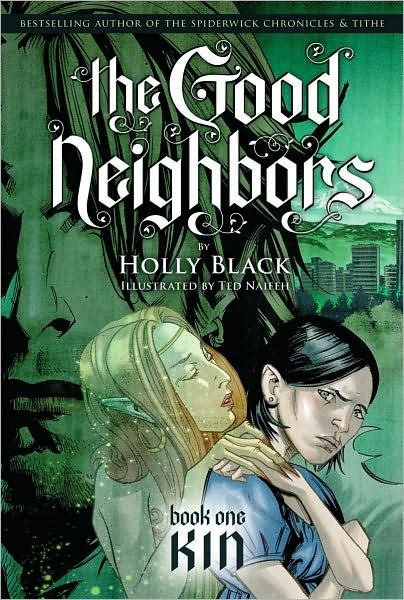 BESTSELLING AUTHOR OF THE SPIDERWICK CHRONICLES & TITHE
the Good
Neighbors
BY
HOLLY BLACK
ILLUSTRATED BY TED NAIFEH
book one
KIN